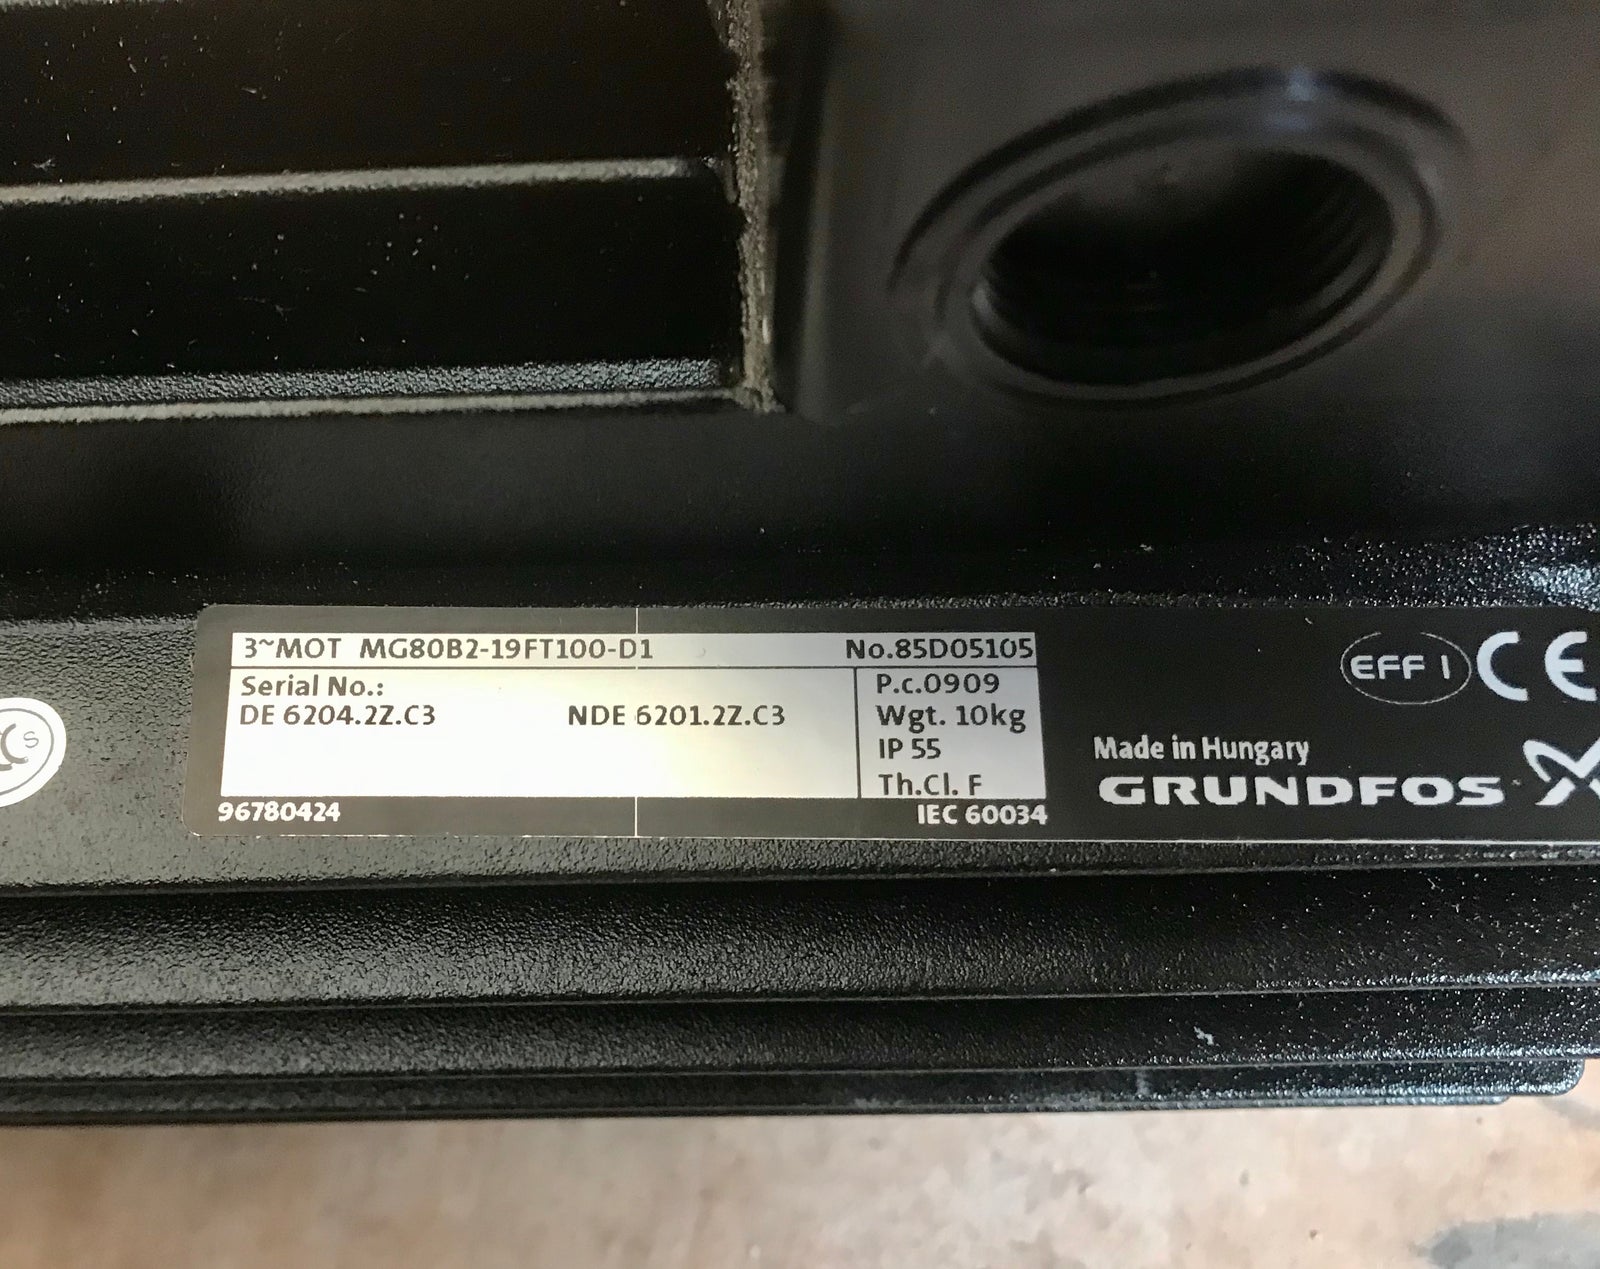 3~MOT MG80B2-19FT100-D1 No.85D05105
Serial No.:
DE 6204.2Z.C3 NDE 6201.2Z.C3
P.c.0909
Wgt. 10kg
IP 55
Th.Cl. F
96780424 IEC 60034
EFF 1 CE
Made in Hungary
GRUNDFOS
S